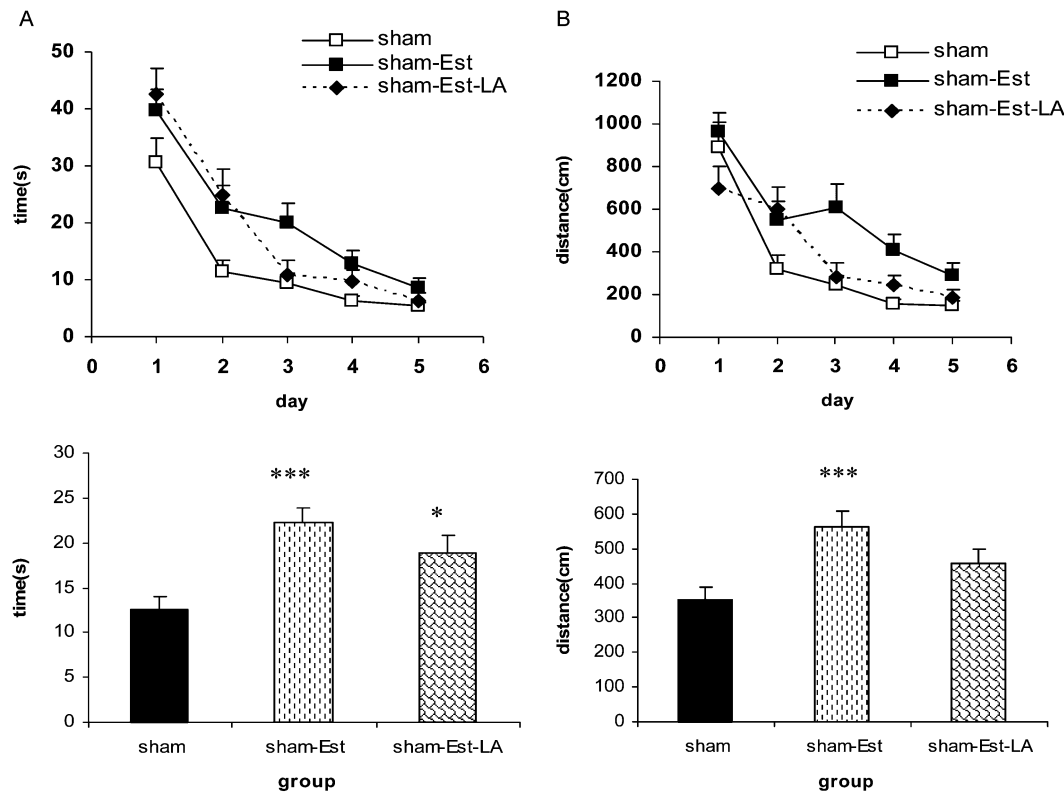 A
sham
sham-Est
sham-Est-LA
50
40
30
20
10
0
time(s)
0 1 2 3 4 5 6
day
B
sham
sham-Est
sham-Est-LA
1200
1000
800
600
400
200
0
distance(cm)
0 1 2 3 4 5 6
day
30
25
20
15
10
5
0
time(s)
***
*
sham sham-Est sham-Est-LA
group
700
600
500
400
300
200
100
0
distance(cm)
***
sham sham-Est sham-Est-LA
group